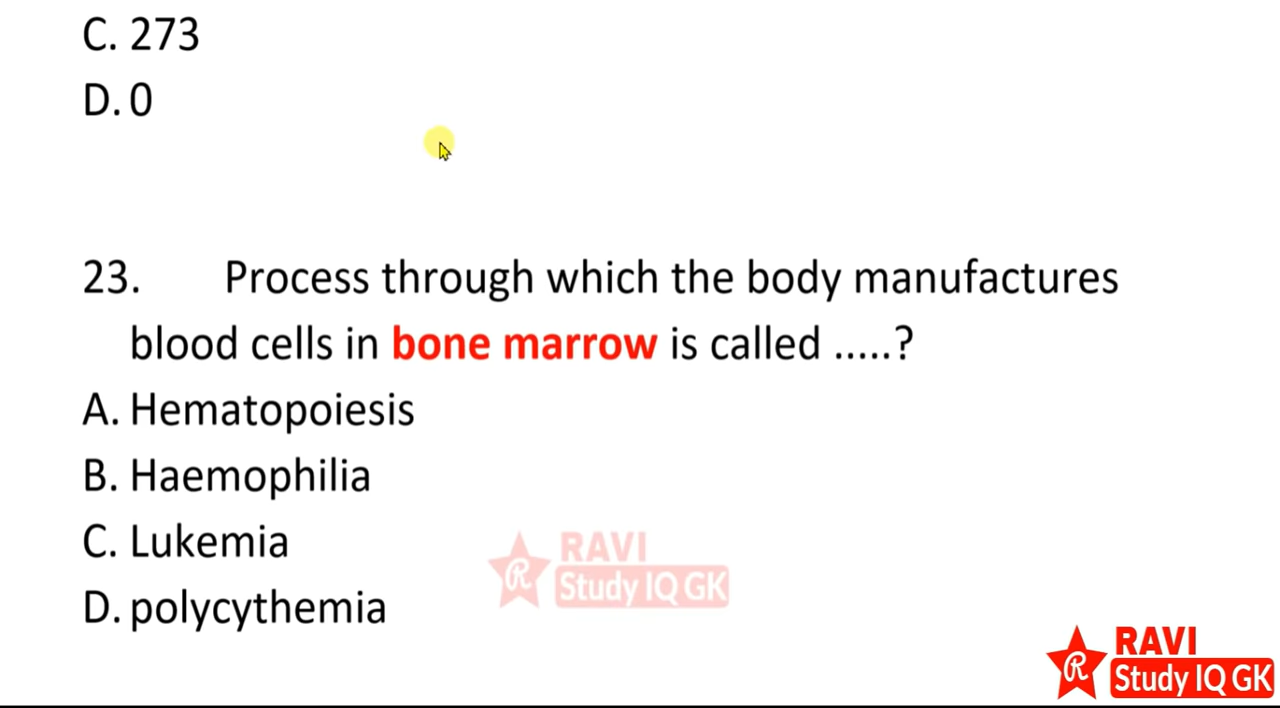 C. 273
D. 0
23. Process through which the body manufactures
blood cells in bone marrow is called .....?
A. Hematopoiesis
B. Haemophilia
C. Lukemia
D. polycythemia
R RAVI
Study IQ GK
R RAVI
Study IQ GK